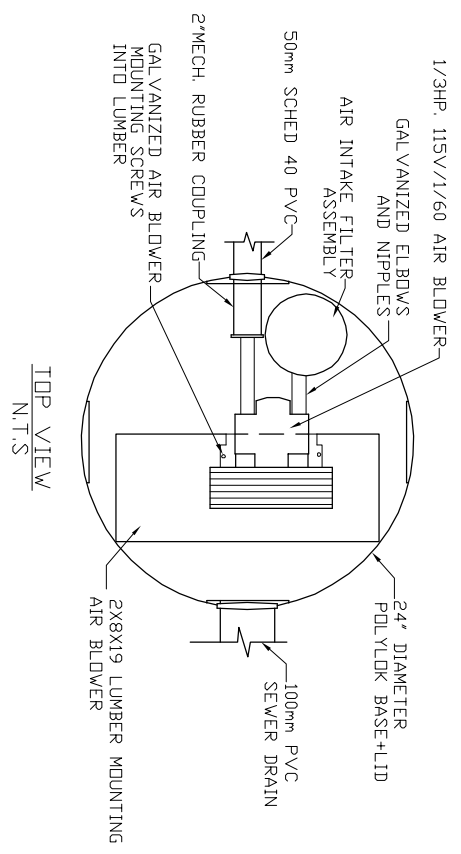 1/3HP. 115V/1/60 AIR BLOWER
GALVANIZED ELBOWS
AND NIPPLES
AIR INTAKE FILTER
ASSEMBLY
50mm SCHED 40 PVC
2"MECH. RUBBER COUPLING
GALVANIZED AIR BLOWER
MOUNTING SCREWS
INTO LUMBER
24" DIAMETER
POLYLOK BASE+LID
100mm PVC
SEWER DRAIN
2X8X19 LUMBER MOUNTING
AIR BLOWER
TOP VIEW
N.T.S